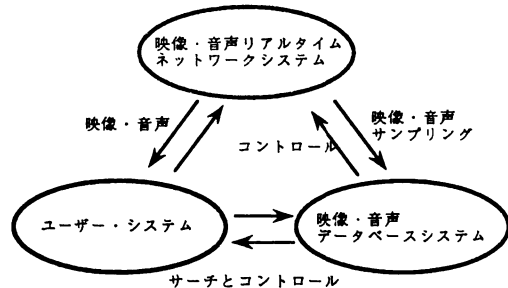 映像・音声リアルタイム
ネットワークシステム
映像・音声
映像・音声
サンプリング
コントロール
ユーザー・システム
映像・音声
データベースシステム
サーチとコントロール